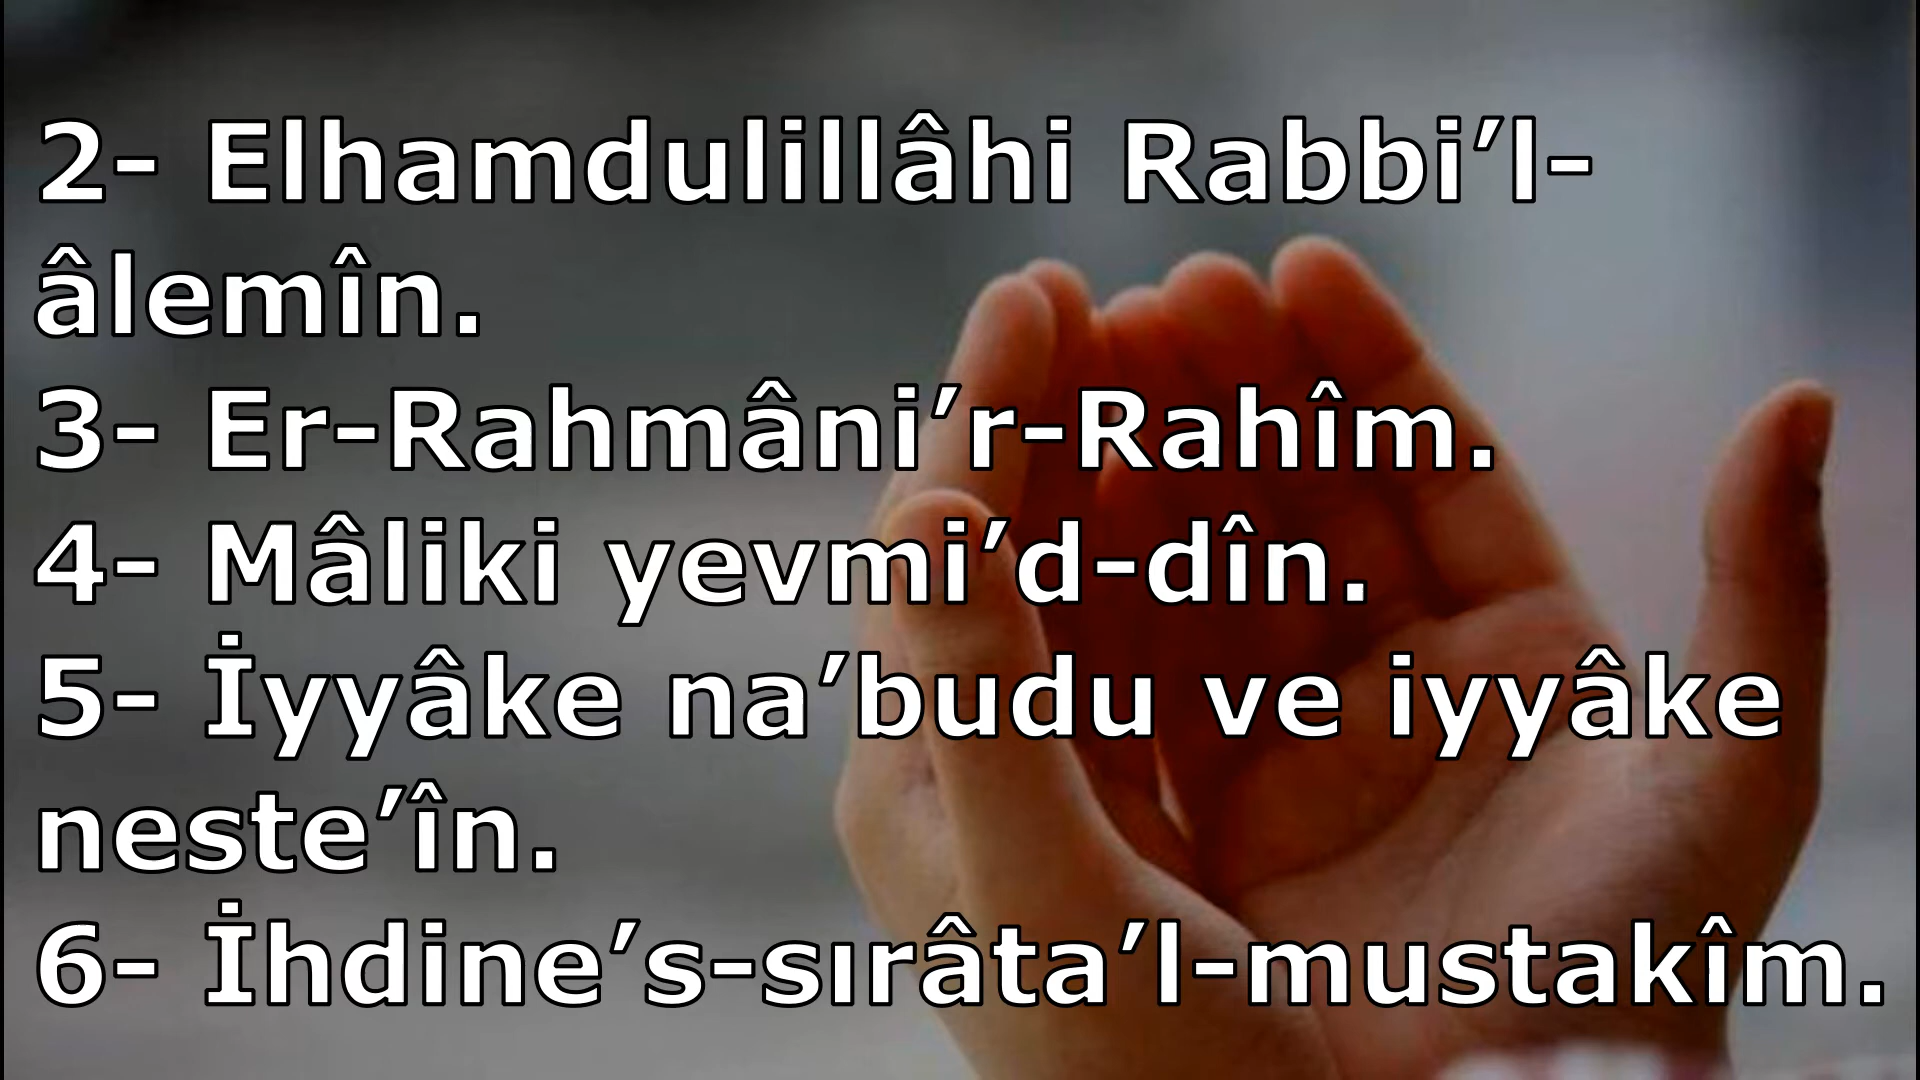 2- Elhamdulillâhi Rabbi’l-
âlemîn.
3- Er-Rahmâni’r-Rahîm.
4- Mâliki yevmi’d-dîn.
5- İyyâke na’budu ve iyyâke
neste’în.
6- İhdine’s-sırâta’l-mustakîm.